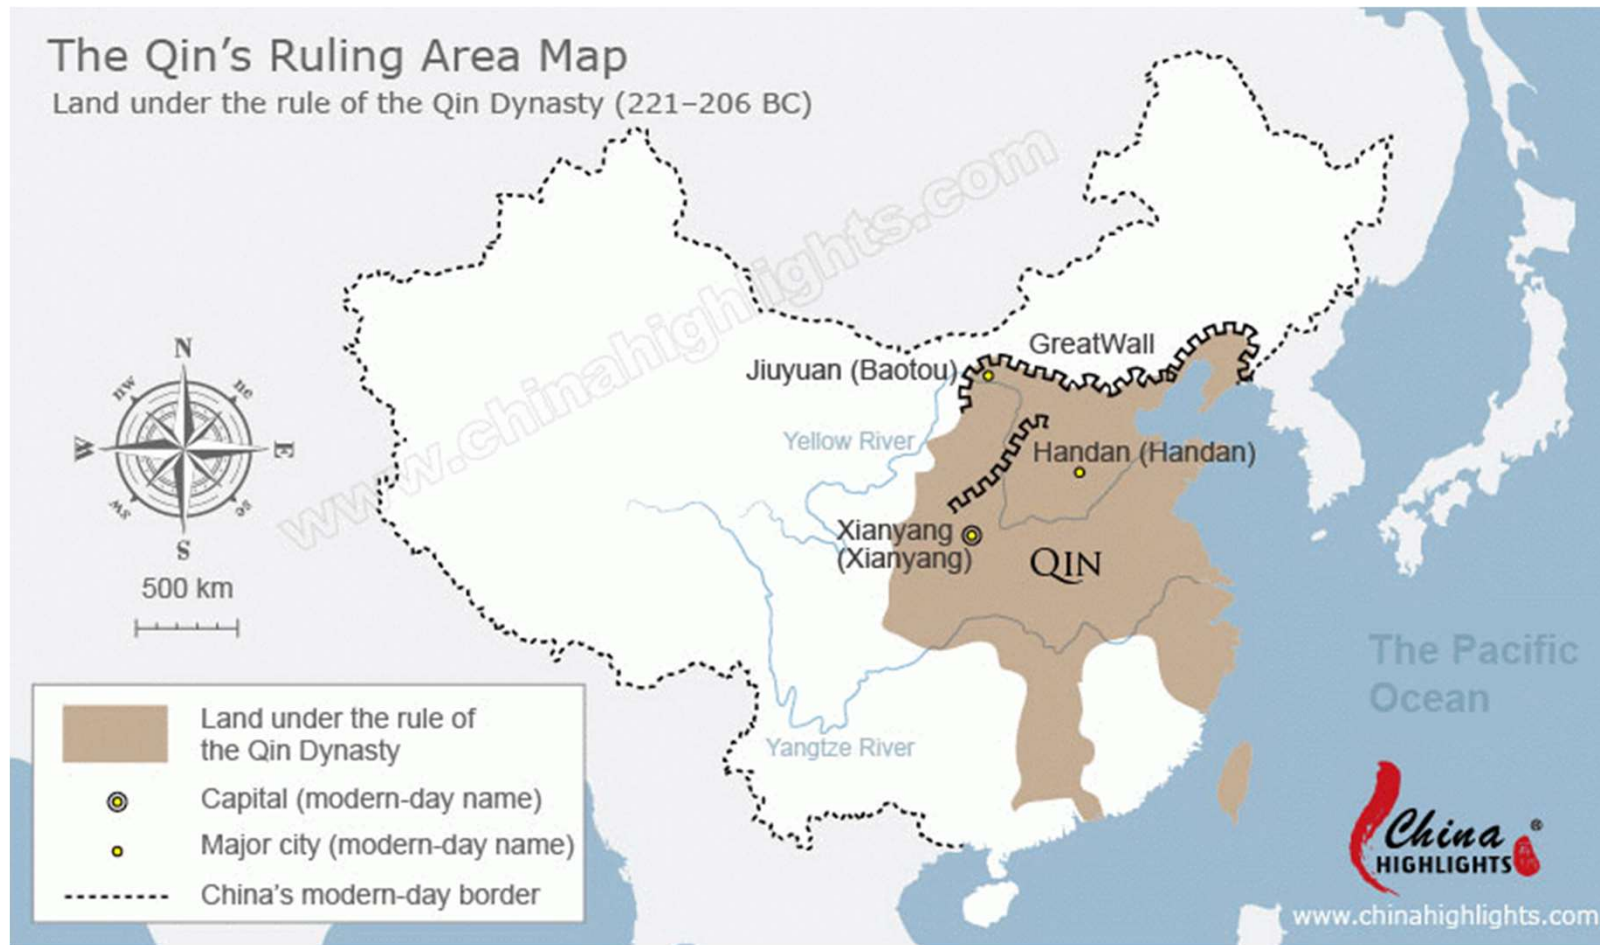 The Qin's Ruling Area Map
Land under the rule of the Qin Dynasty (221–206 BC)
www.chinahighlights.com
GreatWall
Jiuyuan (Baotou)
Yellow River
Handan (Handan)
Xianyang
(Xianyang)
QIN
N
nw
ne
W
E
sw
se
S
500 km
The Pacific
Ocean
Yangtze River
Land under the rule of
the Qin Dynasty
Capital (modern-day name)
Major city (modern-day name)
China's modern-day border
China ®
HIGHLIGHTS
www.chinahighlights.com